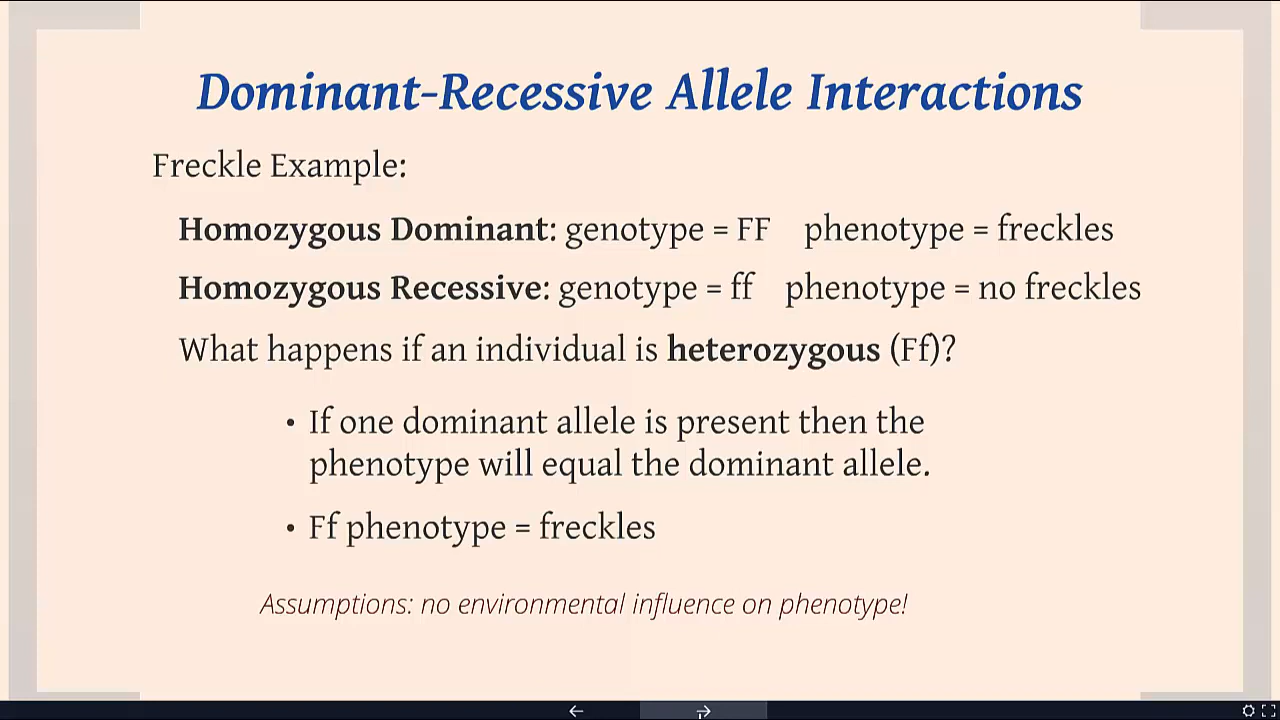 Dominant-Recessive Allele Interactions
Freckle Example:
Homozygous Dominant: genotype = FF phenotype = freckles
Homozygous Recessive: genotype = ff phenotype = no freckles
What happens if an individual is heterozygous (Ff)?
• If one dominant allele is present then the
phenotype will equal the dominant allele.
• Ff phenotype = freckles
Assumptions: no environmental influence on phenotype!